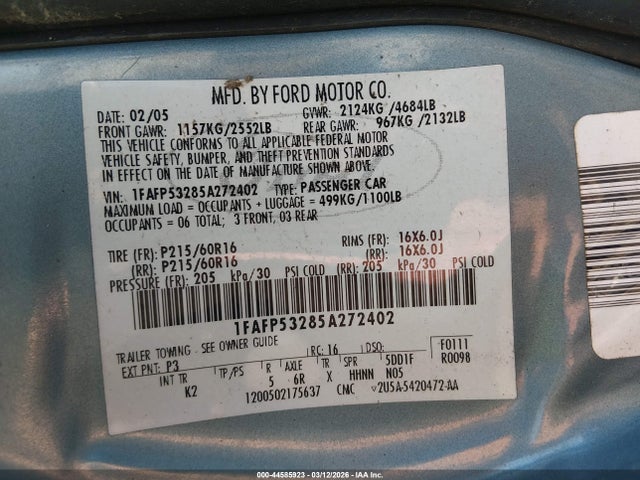 MFD. BY FORD MOTOR CO.
DATE: 02/05 GVWR: 2124KG /4684LB
FRONT GAWR: 1157KG/2552LB REAR GAWR: 967KG /2132LB
THIS VEHICLE CONFORMS TO ALL APPLICABLE FEDERAL MOTOR
VEHICLE SAFETY, BUMPER, AND THEFT PREVENTION STANDARDS
IN EFFECT ON THE DATE OF MANUFACTURE SHOWN ABOVE.
VIN: 1FAFP53285A272402 TYPE: PASSENGER CAR
MAXIMUM LOAD = OCCUPANTS + LUGGAGE = 499KG/1100LB
OCCUPANTS = 06 TOTAL; 3 FRONT, 03 REAR
TIRE (FR): P215/60R16 RIMS (FR): 16X6.0J
(RR): P215/60R16 (RR): 16X6.0J
PRESSURE (FR): 205 kPa/30 PSI COLD (RR): 205 kPa/30 PSI COLD
1FAFP53285A272402
TRAILER TOWING - SEE OWNER GUIDE RC: 16 DSO: F0111
EXT PNT: P3 R0098
INT TR TP/PS R AXLE TR SPR 5DD1F
K2 5 6R X HHNN N05
1200502175637 CMC 2U5A-5420472-AA
000-44585923 - 03/12/2026 - IAA Inc.